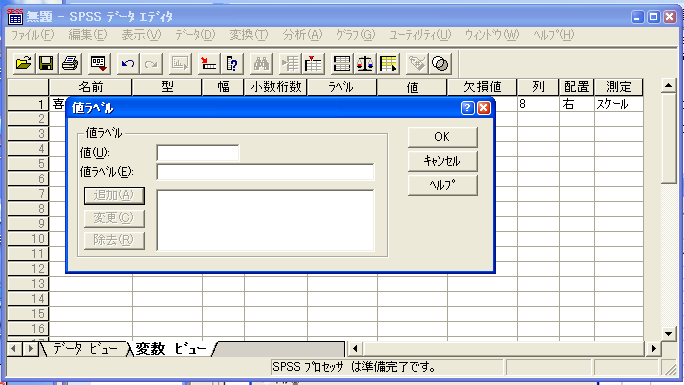 無題 - SPSS データ エディタ
ファイル(F) 編集(E) 表示(V) データ(D) 変換(T) 分析(A) グラフ(G) ユーティリティ(U) ウィンドウ(W) ヘルプ(H)
名前 型 幅 小数桁数 ラベル 値 欠損値 列 配置 測定
1 喜 8 右 スケール
2
3
4
5
6
7
8
9
10
11
12
13
14
15
16
値ラベル
値ラベル
値(U):
値ラベル(E):
追加(A)
変更(C)
除去(R)
OK
キャンセル
ヘルプ
データ ビュー 変数 ビュー
SPSS プロセッサ は準備完了です。